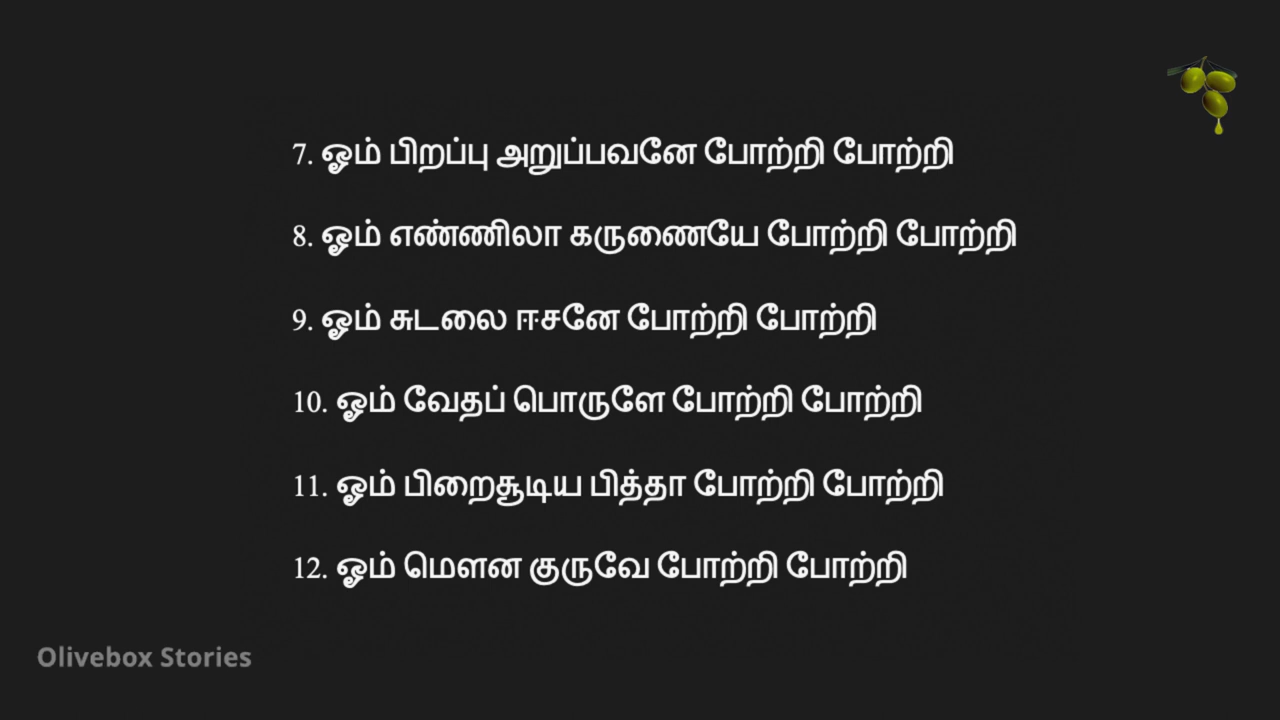 7. ஓம் பிறப்பு அறுப்பவனே போற்றி போற்றி
8. ஓம் எண்ணிலா கருணையே போற்றி போற்றி
9. ஓம் சுடலை ஈசனே போற்றி போற்றி
10. ஓம் வேதப் பொருளே போற்றி போற்றி
11. ஓம் பிறைசூடிய பித்தா போற்றி போற்றி
12. ஓம் மௌன குருவே போற்றி போற்றி
Olivebox Stories